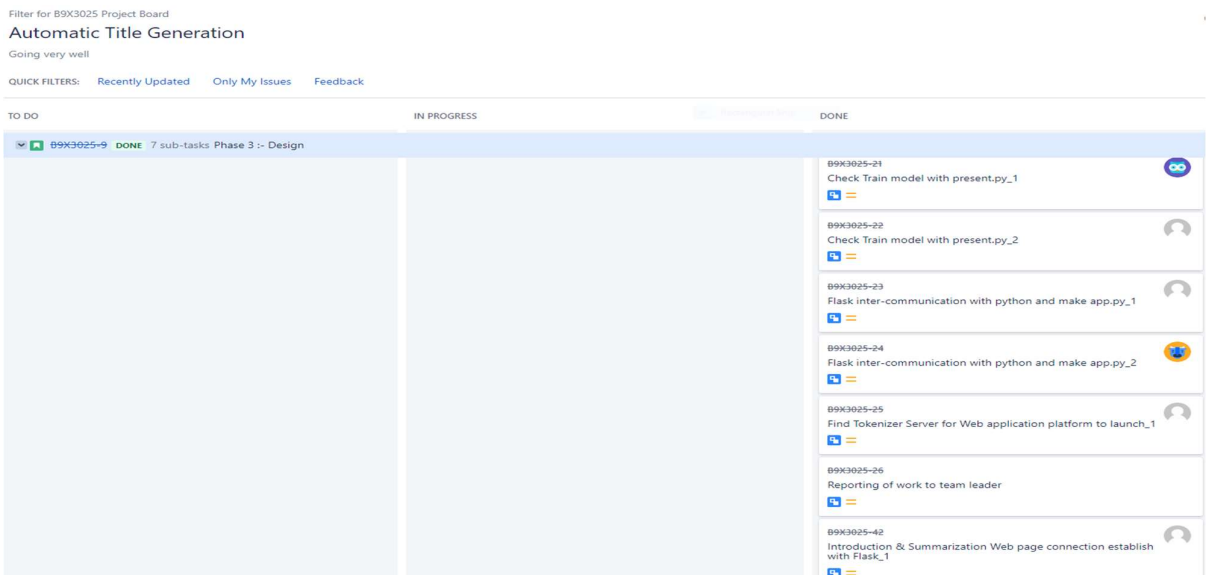 Filter for B9X3025 Project Board
Automatic Title Generation
Going very well
QUICK FILTERS: Recently Updated Only My Issues Feedback
TO DO IN PROGRESS DONE
B9X3025-9 DONE 7 sub-tasks Phase 3 :- Design
B9X3025-21
Check Train model with present.py_1
B9X3025-22
Check Train model with present.py_2
B9X3025-23
Flask inter-communication with python and make app.py_1
B9X3025-24
Flask inter-communication with python and make app.py_2
B9X3025-25
Find Tokenizer Server for Web application platform to launch_1
B9X3025-26
Reporting of work to team leader
B9X3025-42
Introduction & Summarization Web page connection establish
with Flask_1